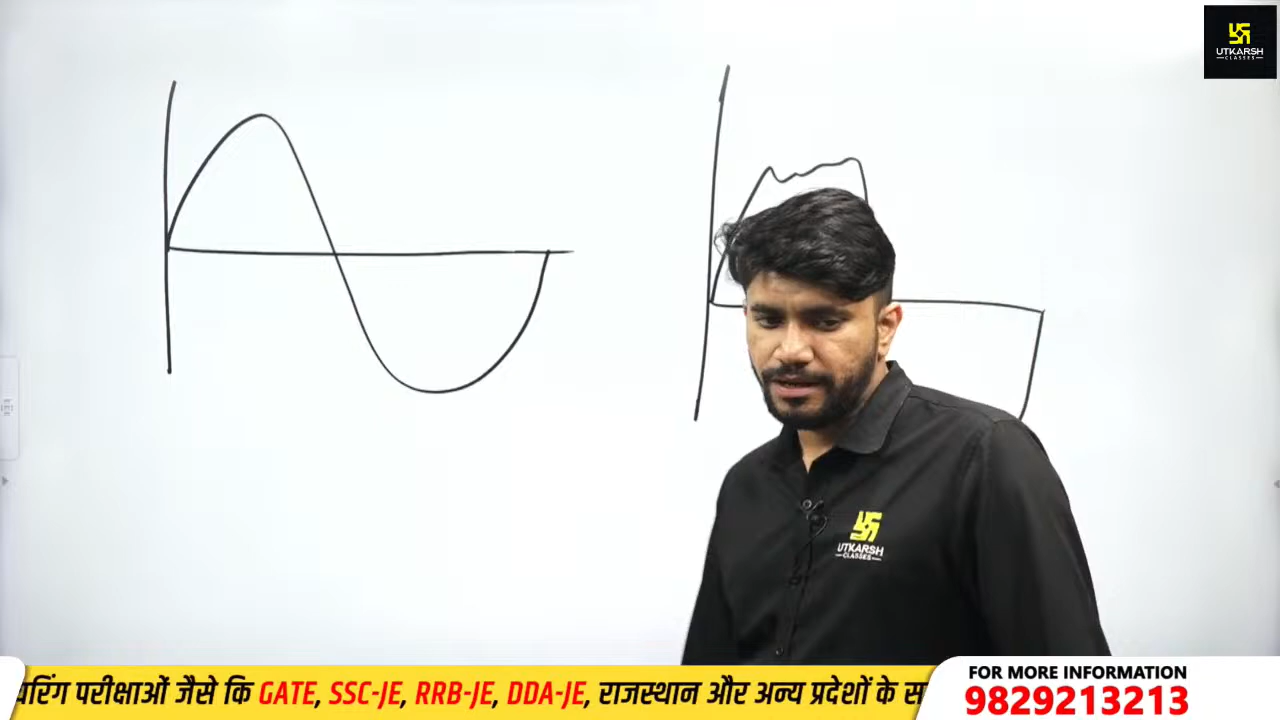 UTKARSH
CLASSES
UTKARSH
CLASSES
परीक्षाओं जैसे कि GATE, SSC-JE, RRB-JE, DDA-JE, राजस्थान और अन्य प्रदेशों के
FOR MORE INFORMATION
9829213213